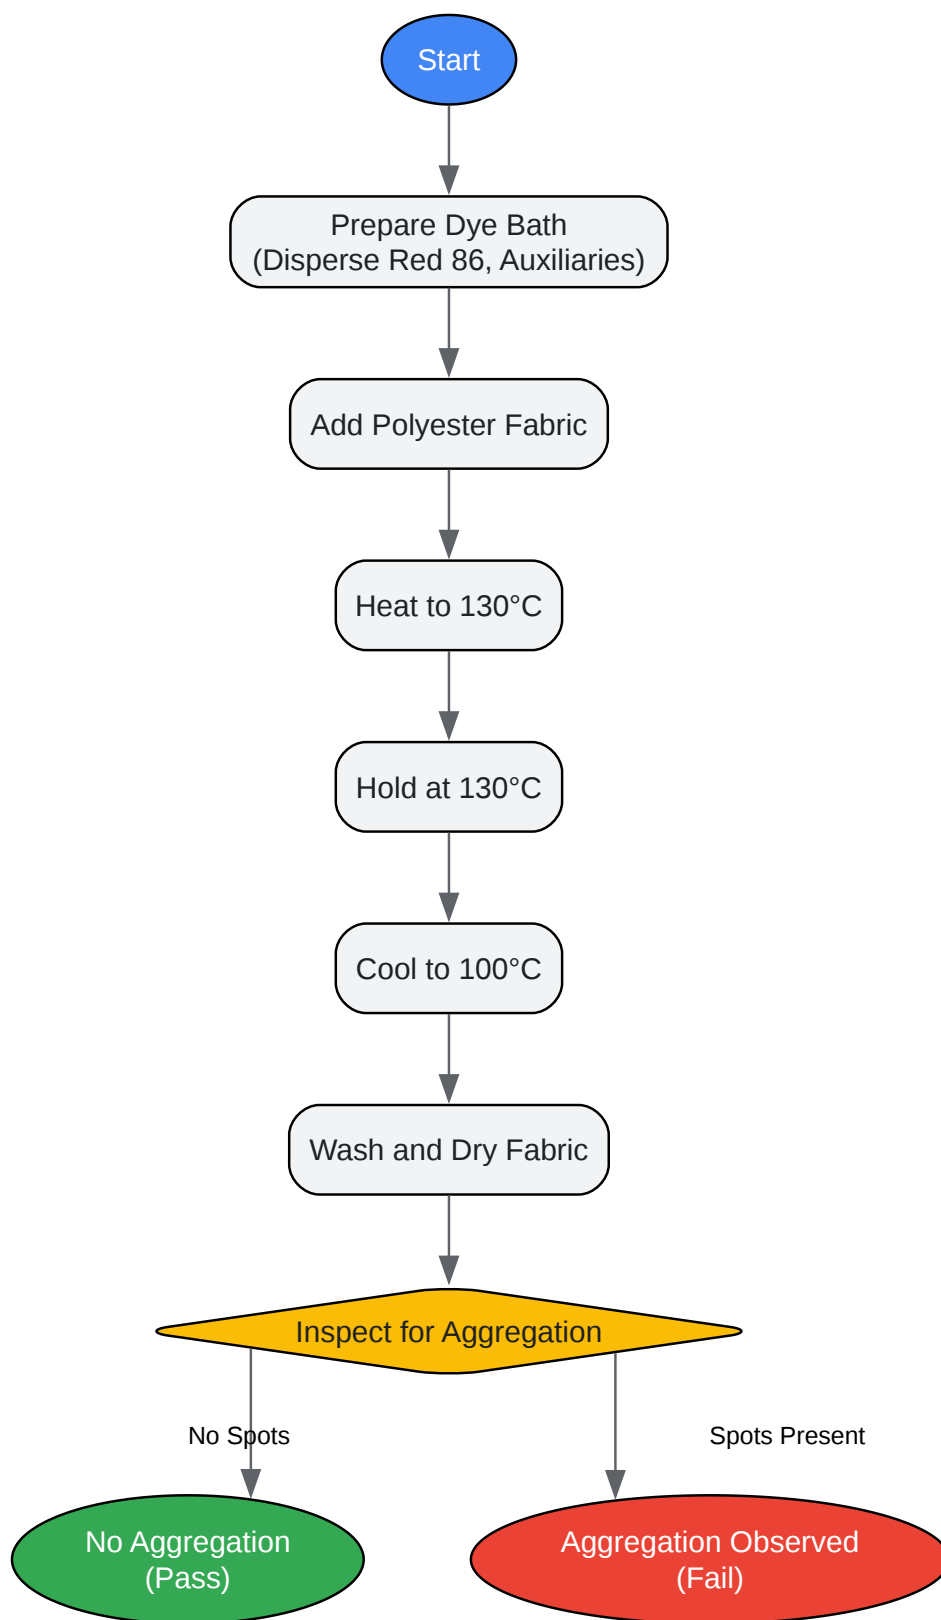 Start
Prepare Dye Bath
(Disperse Red 86, Auxiliaries)
Add Polyester Fabric
Heat to 130°C
Hold at 130°C
Cool to 100°C
Wash and Dry Fabric
Inspect for Aggregation
No Spots
Spots Present
No Aggregation
(Pass)
Aggregation Observed
(Fail)